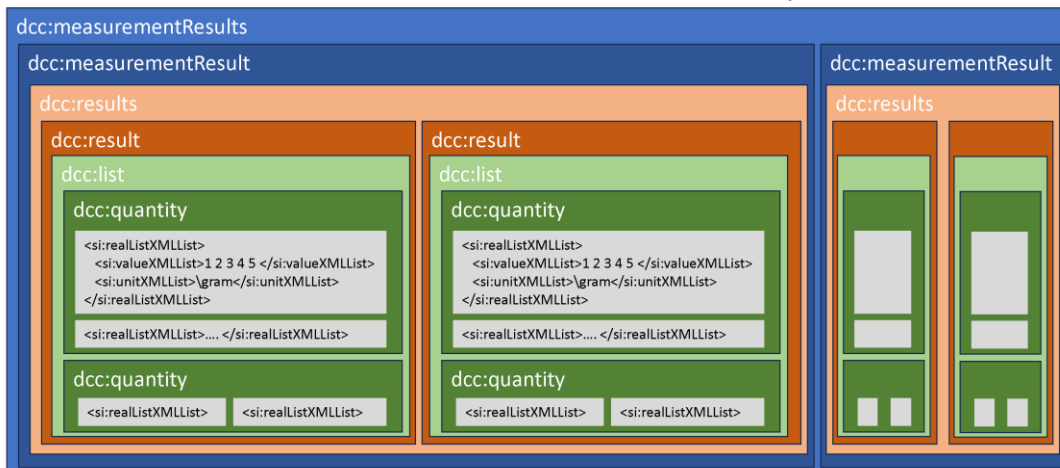 dcc:measurementResults
dcc:measurementResult
dcc:results
dcc:result
dcc:list
dcc:quantity
<si:realListXMLList>
<si:valueXMLList>1 2 3 4 5 </si:valueXMLList>
<si:unitXMLList>\gram</si:unitXMLList>
</si:realListXMLList>
<si:realListXMLList>.... </si:realListXMLList>
dcc:quantity
<si:realListXMLList>
<si:realListXMLList>
dcc:result
dcc:list
dcc:quantity
<si:realListXMLList>
<si:valueXMLList>1 2 3 4 5 </si:valueXMLList>
<si:unitXMLList>\gram</si:unitXMLList>
</si:realListXMLList>
<si:realListXMLList>.... </si:realListXMLList>
dcc:quantity
<si:realListXMLList>
<si:realListXMLList>
dcc:measurementResult
dcc:results